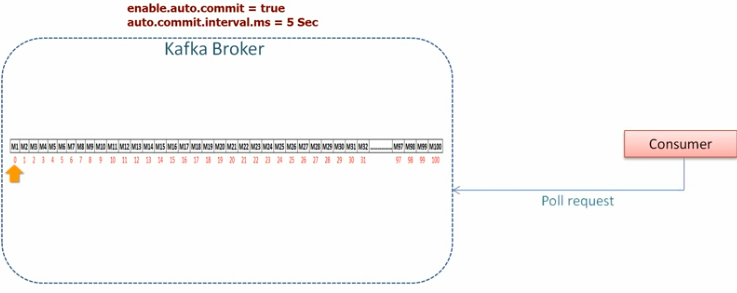 enable.auto.commit = true
auto.commit.interval.ms = 5 Sec
Kafka Broker
M1 M2 M3 M4 M5 M6 M7 M8 M9 M10 M11 M12 M13 M14 M15 M16 M17 M18 M19 M20 M21 M22 M23 M24 M25 M26 M27 M28 M29 M30 M31 M32 ............ M97 M98 M99 M100
0 1 2 3 4 5 6 7 8 9 10 11 12 13 14 15 16 17 18 19 20 21 22 23 24 25 26 27 28 29 30 31 97 98 99 100
Consumer
Poll request